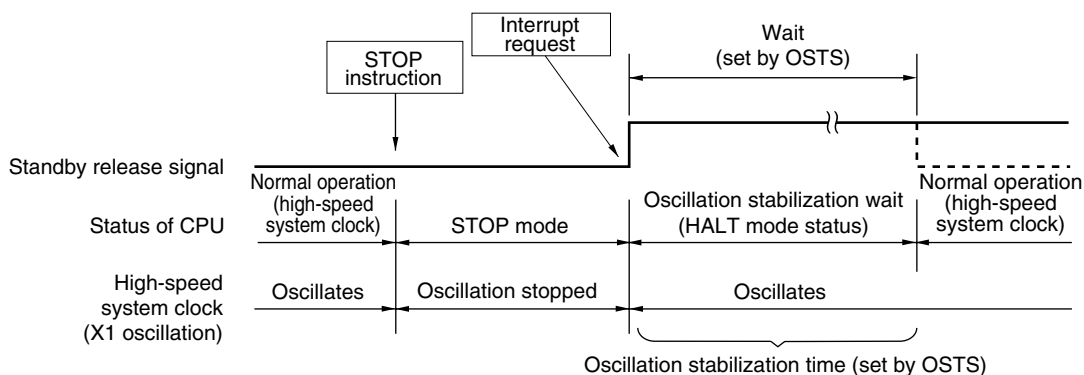 Interrupt
request
Wait
(set by OSTS)
STOP
instruction
Standby release signal
Normal operation
(high-speed
system clock)
Oscillation stabilization wait
(HALT mode status)
Normal operation
(high-speed
system clock)
Status of CPU
STOP mode
High-speed
system clock
(X1 oscillation)
Oscillates
Oscillation stopped
Oscillates
Oscillation stabilization time (set by OSTS)